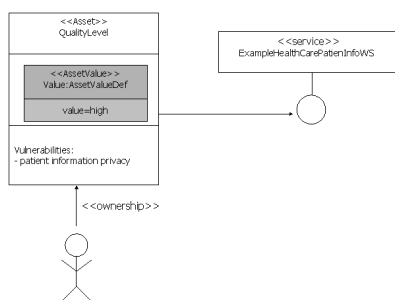 <<Asset>>
QualityLevel
<<AssetValue>>
Value:AssetValueDef
value=high
Vulnerabilities:
- patient information privacy
<<service>>
ExampleHealthCarePatienInfoWS
<<ownership>>